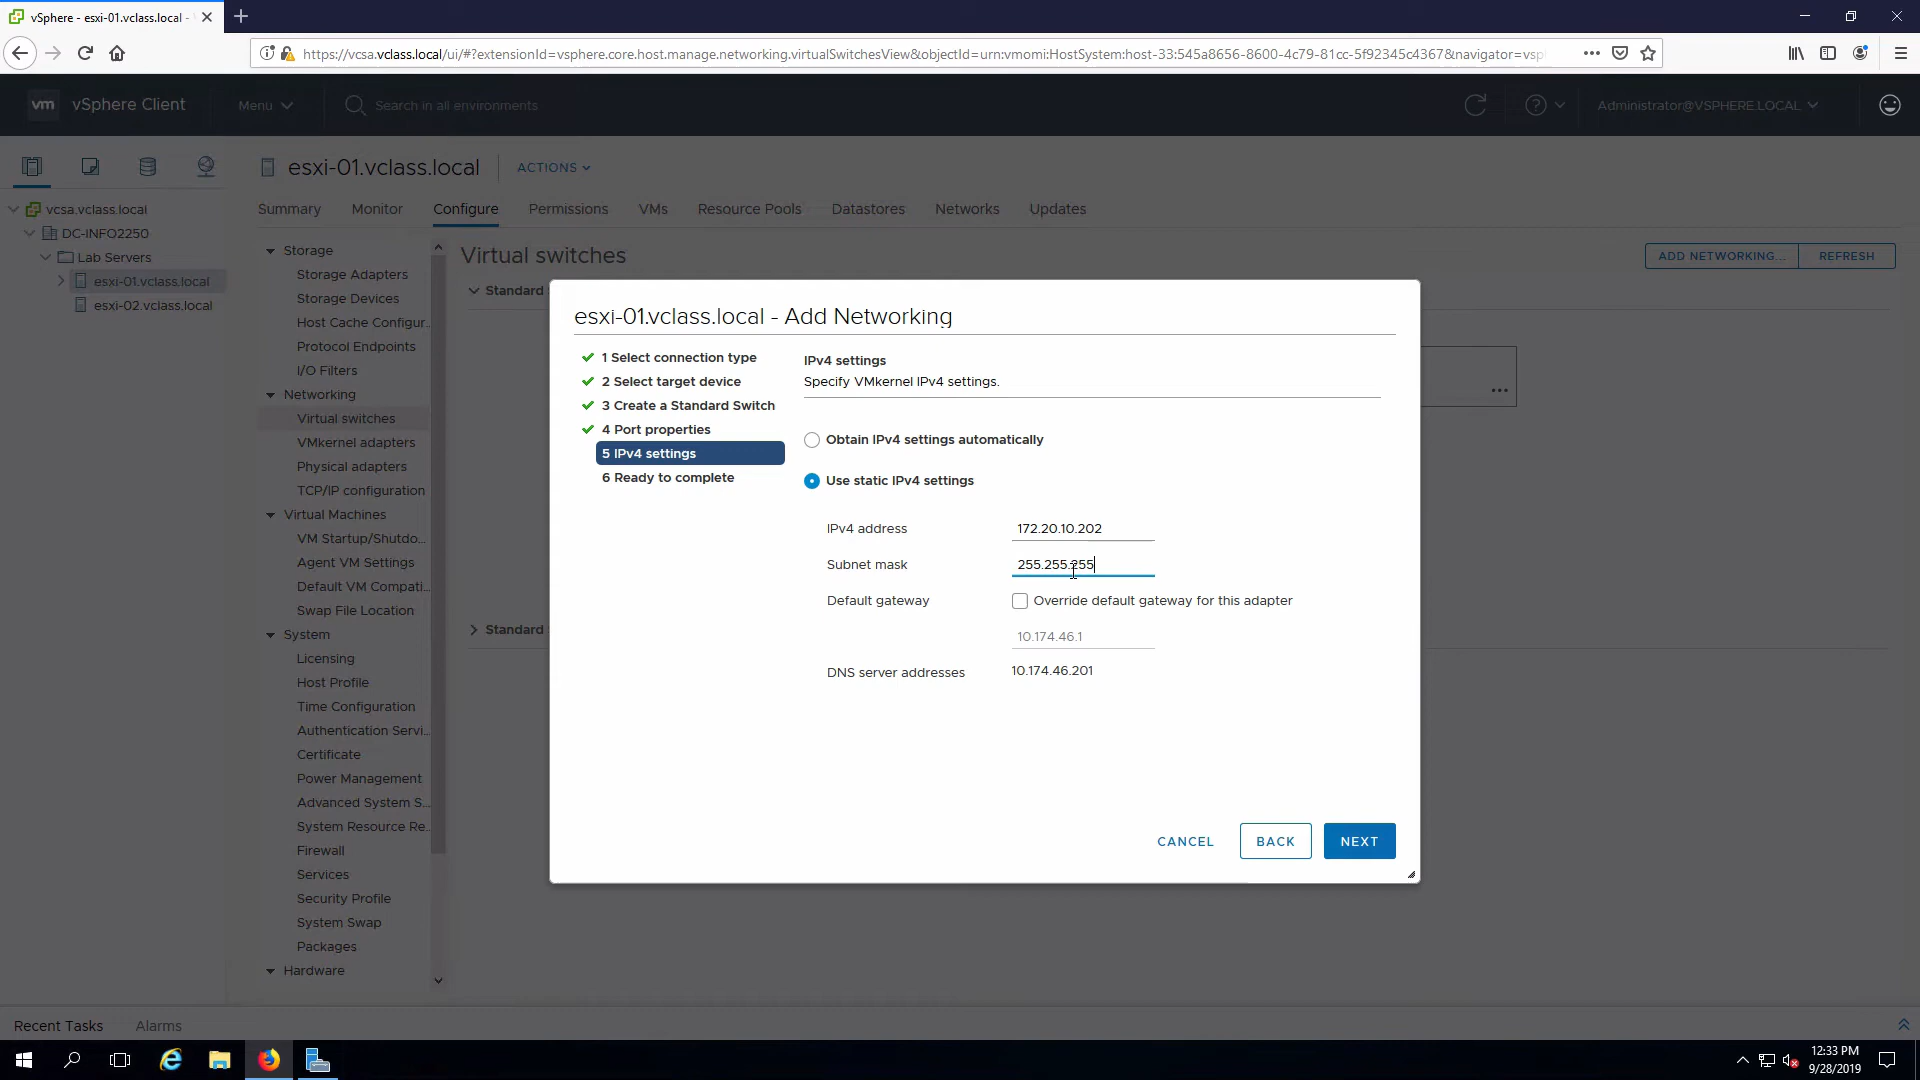 vSphere - esxi-01.vclass.local -
https://vcsa.vclass.local/ui/#?extensionId=vsphere.core.host.manage.networking.virtualSwitchesView&objectId=urn:vmomi:HostSystem:host-33:545a8656-8600-4c79-81cc-5f92345c4367&navigator=vsp
vm vSphere Client Menu Search in all environments Administrator@VSPHERE.LOCAL
esxi-01.vclass.local ACTIONS
Summary Monitor Configure Permissions VMs Resource Pools Datastores Networks Updates
vcsa.vclass.local
DC-INFO2250
Lab Servers
esxi-01.vclass.local
esxi-02.vclass.local
Storage
Storage Adapters
Storage Devices
Host Cache Configur...
Protocol Endpoints
I/O Filters
Networking
Virtual switches
VMkernel adapters
Physical adapters
TCP/IP configuration
Virtual Machines
VM Startup/Shutdo...
Agent VM Settings
Default VM Compati...
Swap File Location
System
Licensing
Host Profile
Time Configuration
Authentication Servi...
Certificate
Power Management
Advanced System S...
System Resource Re...
Firewall
Services
Security Profile
System Swap
Packages
Hardware
Virtual switches
ADD NETWORKING... REFRESH
Standard
Standard
esxi-01.vclass.local - Add Networking
1 Select connection type
2 Select target device
3 Create a Standard Switch
4 Port properties
5 IPv4 settings
6 Ready to complete
IPv4 settings
Specify VMkernel IPv4 settings.
Obtain IPv4 settings automatically
Use static IPv4 settings
IPv4 address 172.20.10.202
Subnet mask 255.255.255
Default gateway Override default gateway for this adapter
10.174.46.1
DNS server addresses 10.174.46.201
CANCEL BACK NEXT
Recent Tasks Alarms
12:33 PM
9/28/2019